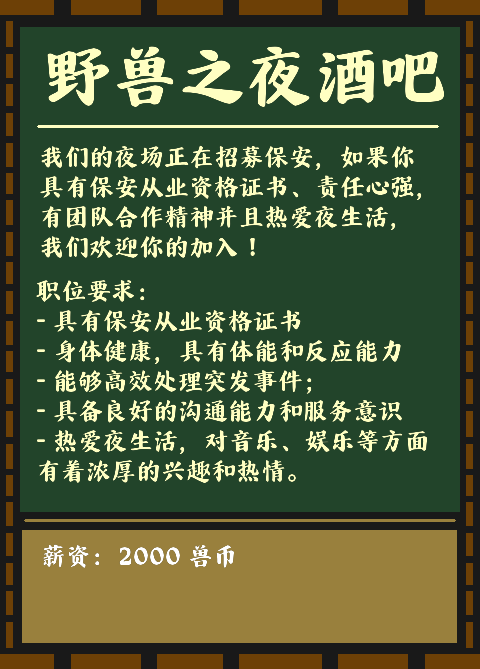 野兽之夜酒吧
我们的夜场正在招募保安，如果你
具有保安从业资格证书、责任心强，
有团队合作精神并且热爱夜生活，
我们欢迎你的加入！
职位要求：
- 具有保安从业资格证书
- 身体健康，具有体能和反应能力
- 能够高效处理突发事件；
- 具备良好的沟通能力和服务意识
- 热爱夜生活，对音乐、娱乐等方面
有着浓厚的兴趣和热情。
薪资：2000 兽币